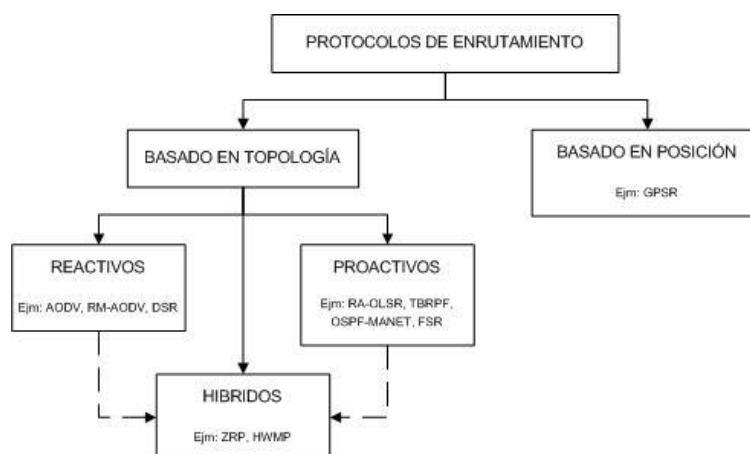 PROTOCOLOS DE ENRUTAMIENTO
BASADO EN TOPOLOGÍA
BASADO EN POSICIÓN
Ejm: GPSR
REACTIVOS
Ejm: AODV, RM-AODV, DSR
PROACTIVOS
Ejm: RA-OLSR, TBRPF,
OSPF-MANET, FSR
HIBRIDOS
Ejm: ZRP, HWMP